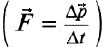 ( F⃗ = Δp⃗ / Δt )